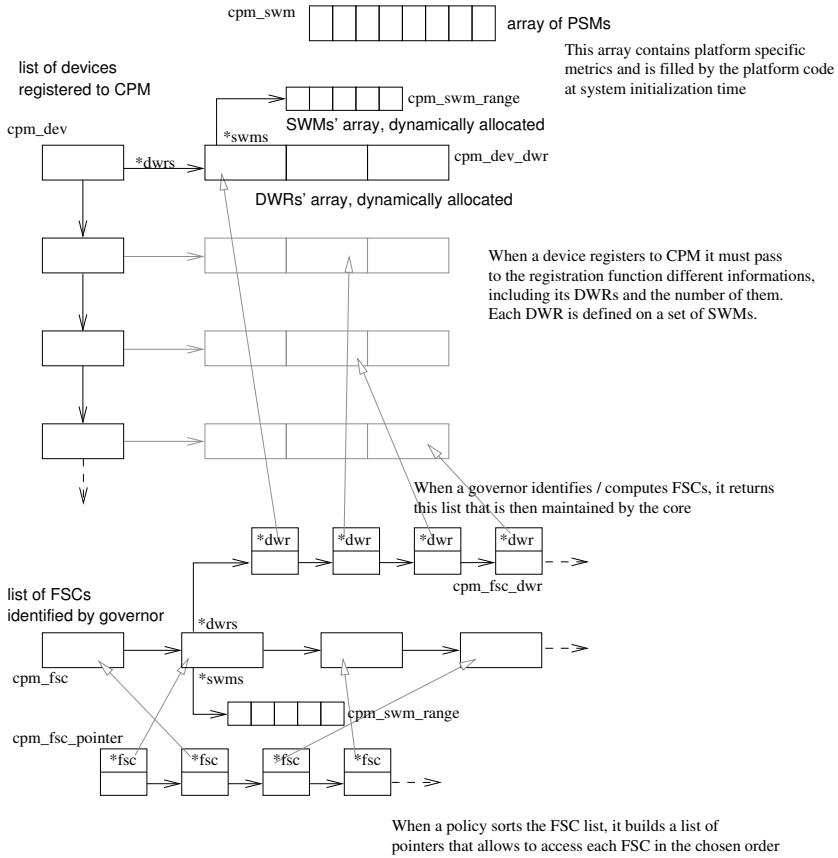 cpm_swm
array of PSMs
This array contains platform specific
metrics and is filled by the platform code
at system initialization time
list of devices
registered to CPM
cpm_swm_range
SWMs' array, dynamically allocated
cpm_dev
*swms
*dwrs
cpm_dev_dwr
DWRs' array, dynamically allocated
When a device registers to CPM it must pass
to the registration function different informations,
including its DWRs and the number of them.
Each DWR is defined on a set of SWMs.
When a governor identifies / computes FSCs, it returns
this list that is then maintained by the core
*dwr
*dwr
*dwr
*dwr
cpm_fsc_dwr
list of FSCs
identified by governor
*dwrs
cpm_fsc
*swms
cpm_swm_range
cpm_fsc_pointer
*fsc
*fsc
*fsc
*fsc
When a policy sorts the FSC list, it builds a list of
pointers that allows to access each FSC in the chosen order